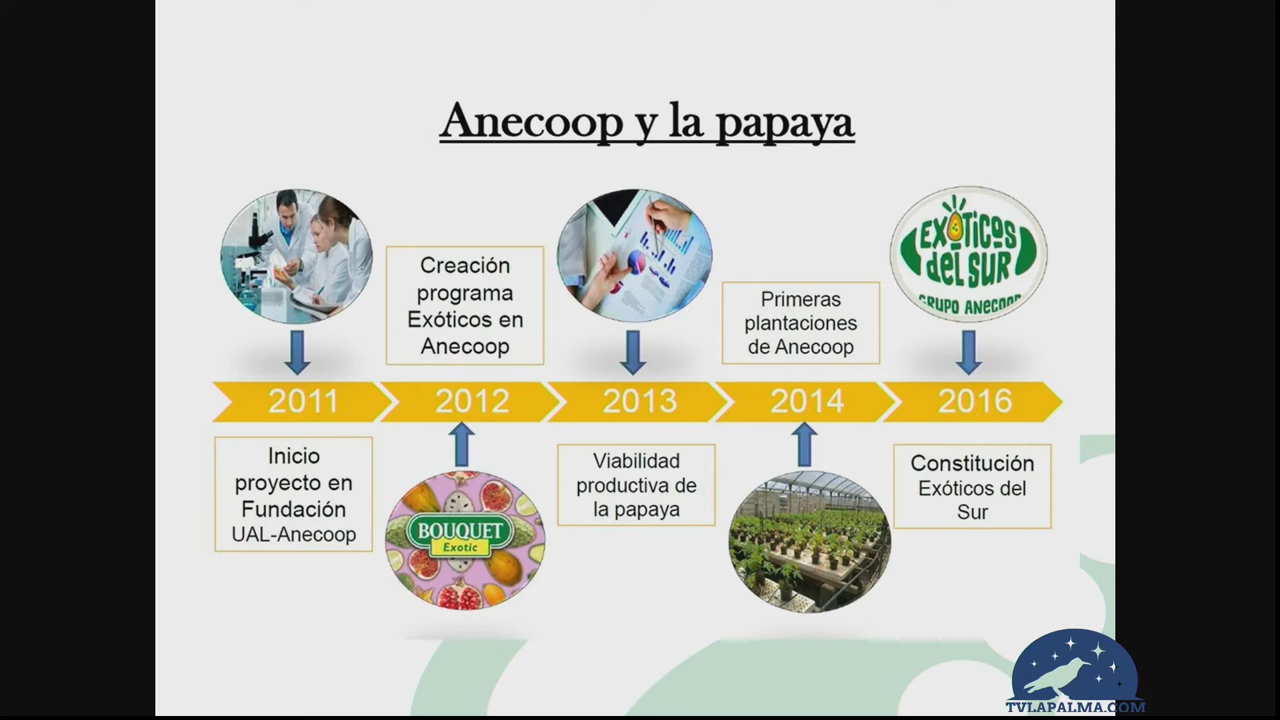 Anecoop y la papaya
EXÓTICOS
del SUR
GRUPO ANECOOP
Creación
programa
Exóticos en
Anecoop
Primeras
plantaciones
de Anecoop
2011
2012
2013
2014
2016
Inicio
proyecto en
Fundación
UAL-Anecoop
BOUQUET
Exotic
Viabilidad
productiva de
la papaya
Constitución
Exóticos del
Sur
TVLAPALMA.COM